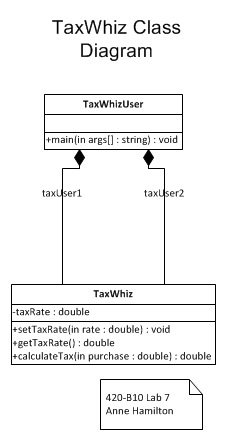 TaxWhiz Class
Diagram
TaxWhizUser
+main(in args[] : string) : void
taxUser1
taxUser2
TaxWhiz
-taxRate : double
+setTaxRate(in rate : double) : void
+getTaxRate() : double
+calculateTax(in purchase : double) : double
420-B10 Lab 7
Anne Hamilton